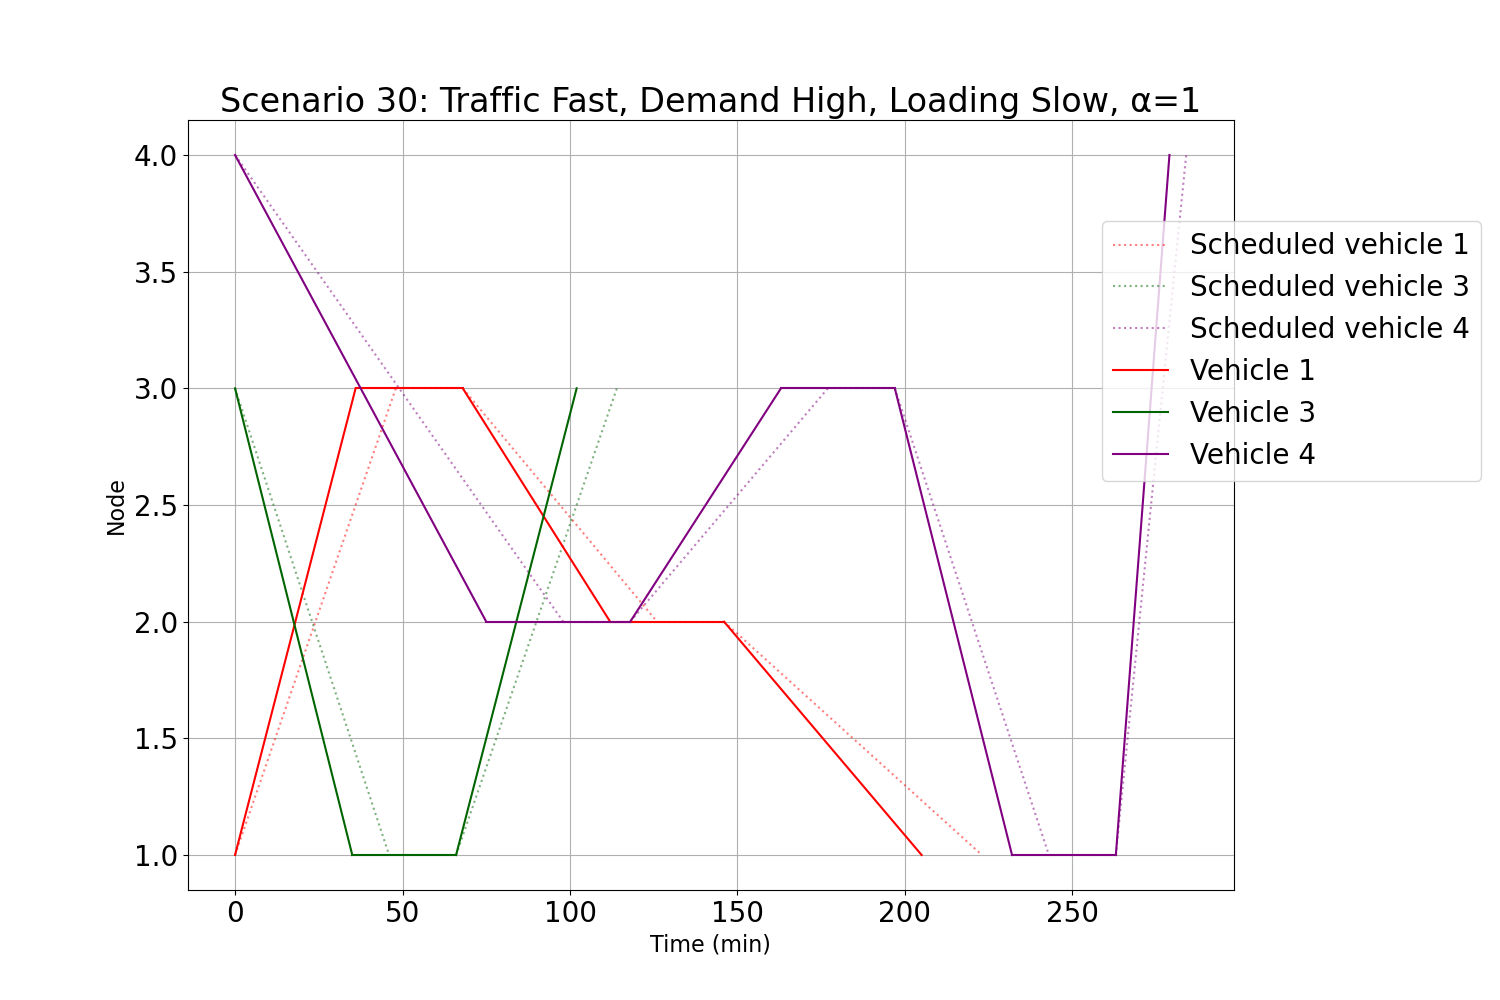 Scenario 30: Traffic Fast, Demand High, Loading Slow, α=1
4.0
3.5
3.0
2.5
2.0
1.5
1.0
Node
0
50
100
150
200
250
Time (min)
Scheduled vehicle 1
Scheduled vehicle 3
Scheduled vehicle 4
Vehicle 1
Vehicle 3
Vehicle 4